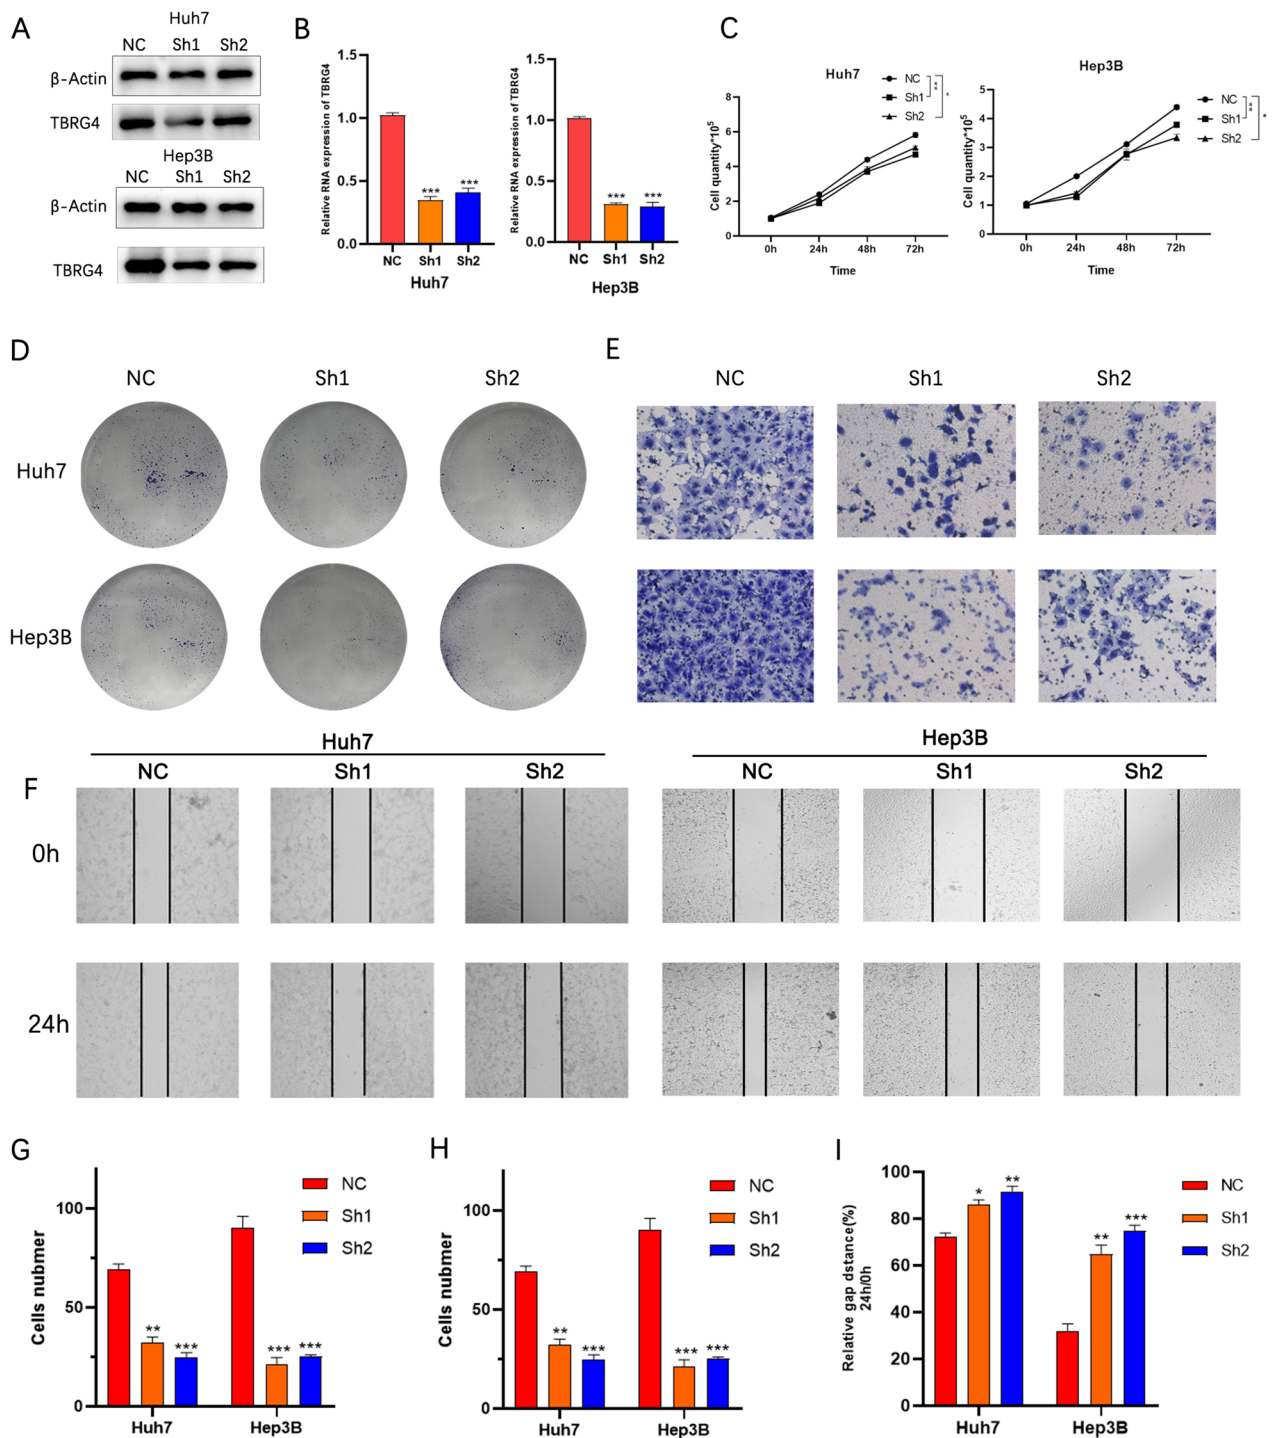 A
Huh7
NC Sh1 Sh2
β-Actin
TBRG4
Hep3B
NC Sh1 Sh2
β-Actin
TBRG4
B
Relative RNA expression of TBRG4
1.5
1.0
0.5
0.0
*** ***
NC Sh1 Sh2
Huh7
Relative RNA expression of TBRG4
1.5
1.0
0.5
0.0
*** ***
NC Sh1 Sh2
Hep3B
C
Huh7
NC
Sh1
Sh2
**
*
Cell quantity*10⁵
8
6
4
2
0
0h 24h 48h 72h
Time
Hep3B
NC
Sh1
Sh2
**
*
Cell quantity*10⁵
5
4
3
2
1
0
0h 24h 48h 72h
Time
D
NC Sh1 Sh2
Huh7
Hep3B
E
NC Sh1 Sh2
F
Huh7
NC Sh1 Sh2
Hep3B
NC Sh1 Sh2
0h
24h
G
Cells nubmer
100
50
0
** *** *** ***
Huh7 Hep3B
NC
Sh1
Sh2
H
Cells nubmer
100
50
0
** *** *** ***
Huh7 Hep3B
NC
Sh1
Sh2
I
Relative gap dstance(%)
24h/0h
100
80
60
40
20
0
* ** ** ***
Huh7 Hep3B
NC
Sh1
Sh2